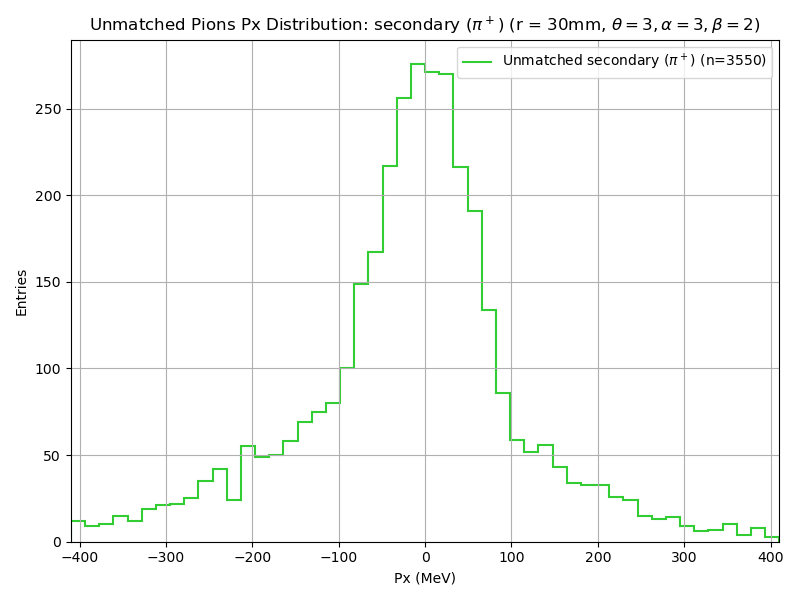 Unmatched Pions Px Distribution: secondary (π⁺) (r = 30mm, θ = 3, α = 3, β = 2)
Unmatched secondary (π⁺) (n=3550)
Entries
250
200
150
100
50
0
−400 −300 −200 −100 0 100 200 300 400
Px (MeV)